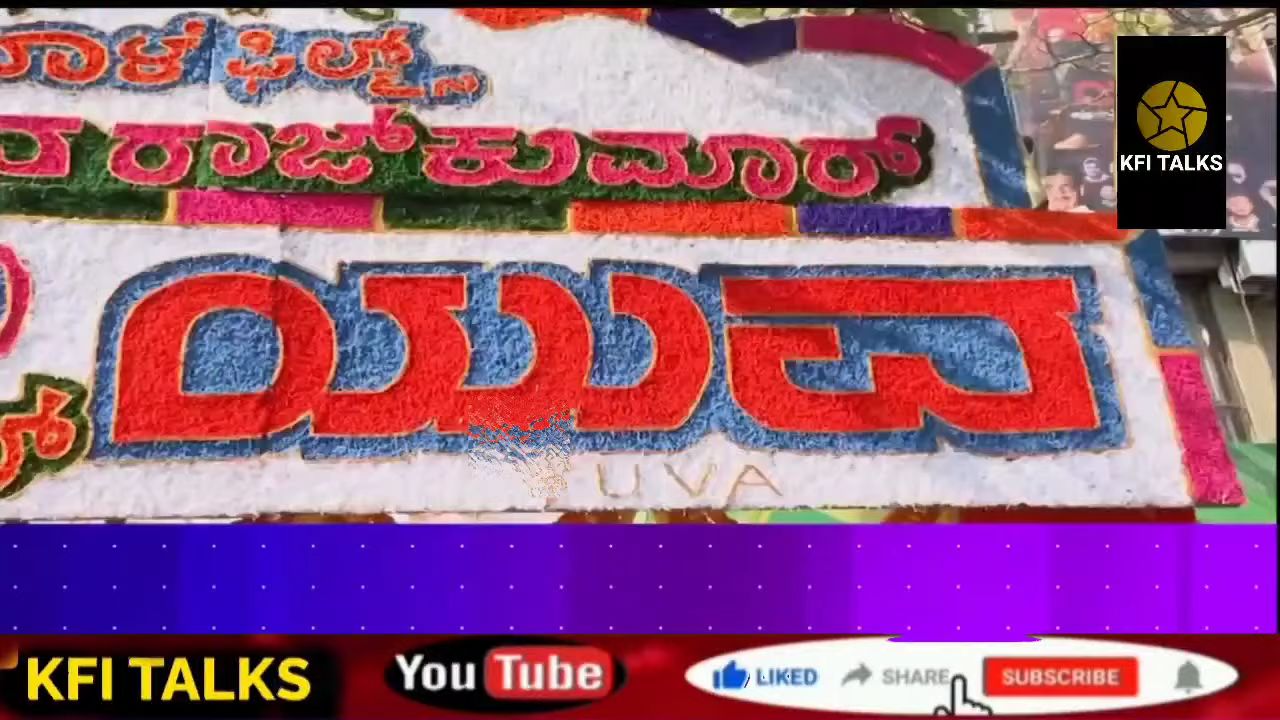 ಫಿಲ್ಮ್ಸ್
ರಾಜ್‌ಕುಮಾರ್
KFI TALKS
ಯುವ
UVA
KFI TALKS
YouTube
LIKED
SHARE
SUBSCRIBE